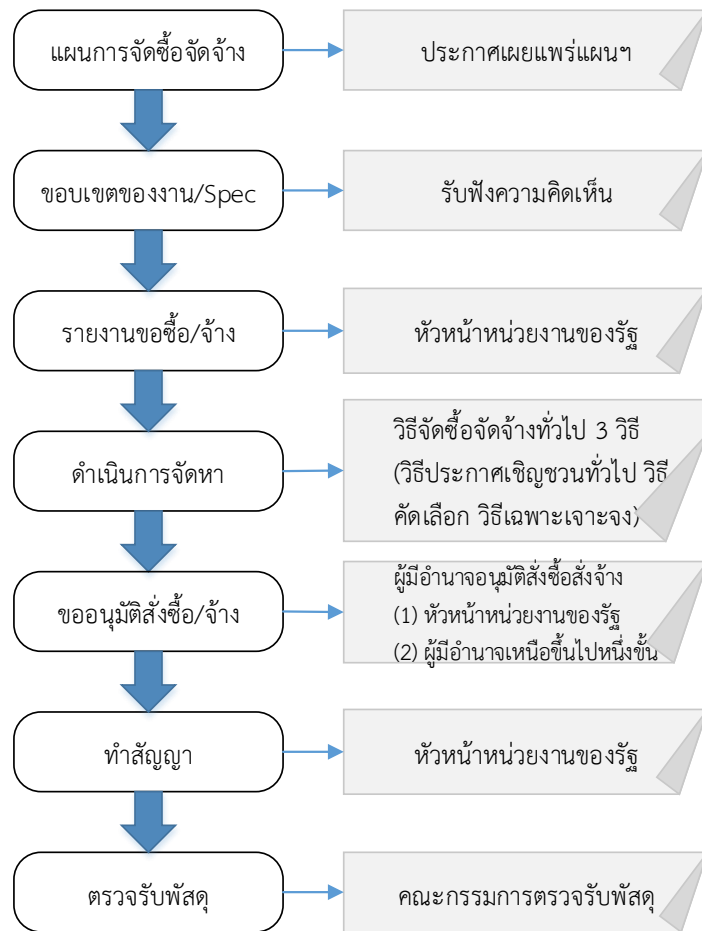 แผนการจัดซื้อจัดจ้าง
ประกาศเผยแพร่แผนฯ
ขอบเขตของงาน/Spec
รับฟังความคิดเห็น
รายงานขอซื้อ/จ้าง
หัวหน้าหน่วยงานของรัฐ
ดำเนินการจัดหา
วิธีจัดซื้อจัดจ้างทั่วไป 3 วิธี
(วิธีประกาศเชิญชวนทั่วไป วิธี
คัดเลือก วิธีเฉพาะเจาะจง)
ขออนุมัติสั่งซื้อ/จ้าง
ผู้มีอำนาจอนุมัติสั่งซื้อสั่งจ้าง
(1) หัวหน้าหน่วยงานของรัฐ
(2) ผู้มีอำนาจเหนือขึ้นไปหนึ่งขั้น
ทำสัญญา
หัวหน้าหน่วยงานของรัฐ
ตรวจรับพัสดุ
คณะกรรมการตรวจรับพัสดุ